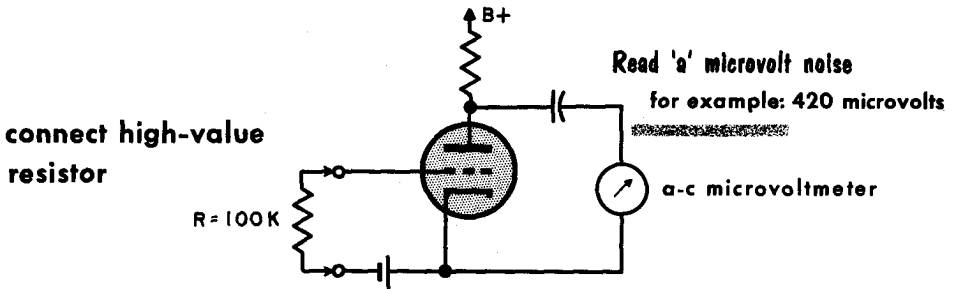 B+
Read 'a' microvolt noise
for example: 420 microvolts
connect high-value
resistor
a-c microvoltmeter
R=100K